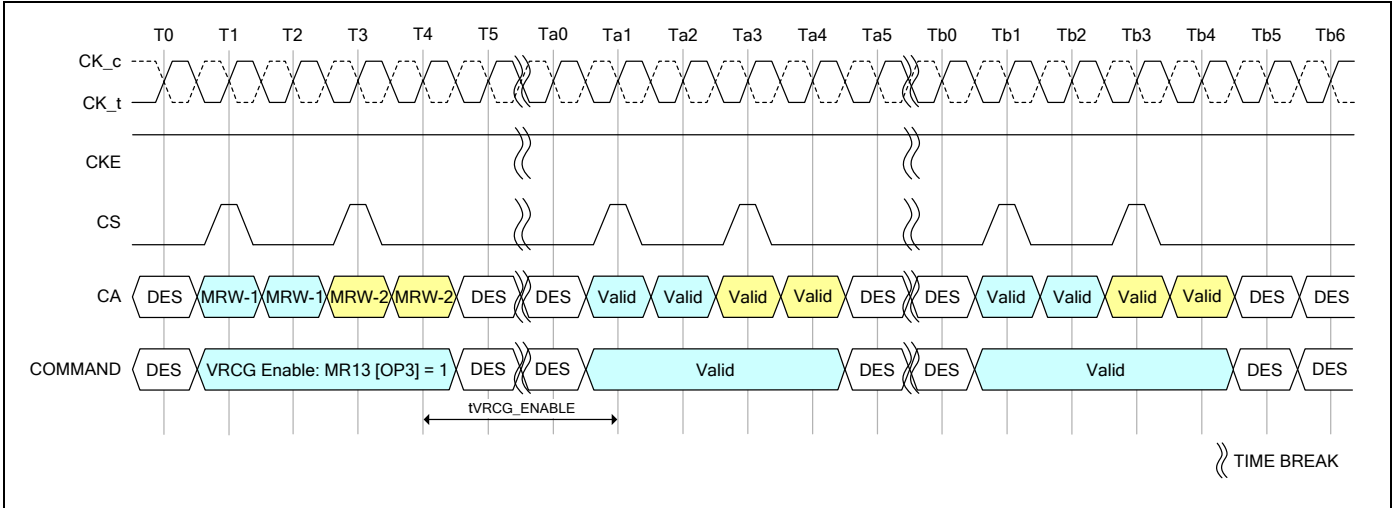 T0 T1 T2 T3 T4 T5 Ta0 Ta1 Ta2 Ta3 Ta4 Ta5 Tb0 Tb1 Tb2 Tb3 Tb4 Tb5 Tb6
CK_c
CK_t
CKE
CS
CA DES MRW-1 MRW-1 MRW-2 MRW-2 DES DES Valid Valid Valid Valid DES DES Valid Valid Valid Valid DES DES
COMMAND DES VRCG Enable: MR13 [OP3] = 1 DES DES Valid DES DES Valid DES DES
tVRCG_ENABLE
TIME BREAK